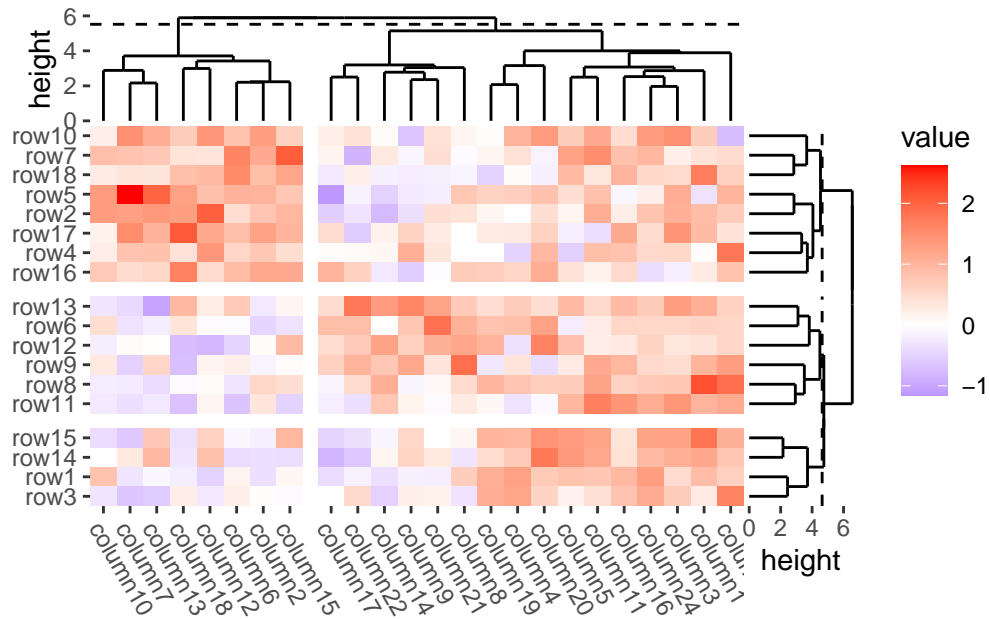 6
4
2
0
height
row10
row7
row18
row5
row2
row17
row4
row16
row13
row6
row12
row9
row8
row11
row15
row14
row1
row3
column10
column7
column13
column18
column12
column6
column2
column15
column17
column22
column14
column9
column21
column8
column19
column4
column20
column5
column11
column16
column24
column3
column1
0 2 4 6
height
value
2
1
0
−1